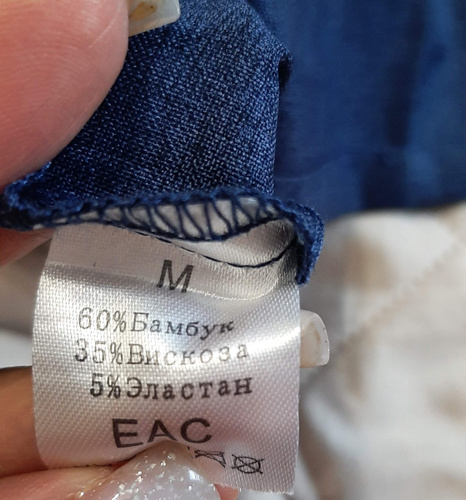 М
60%Бамбук
35%Вискоза
5%Эластан
EAC